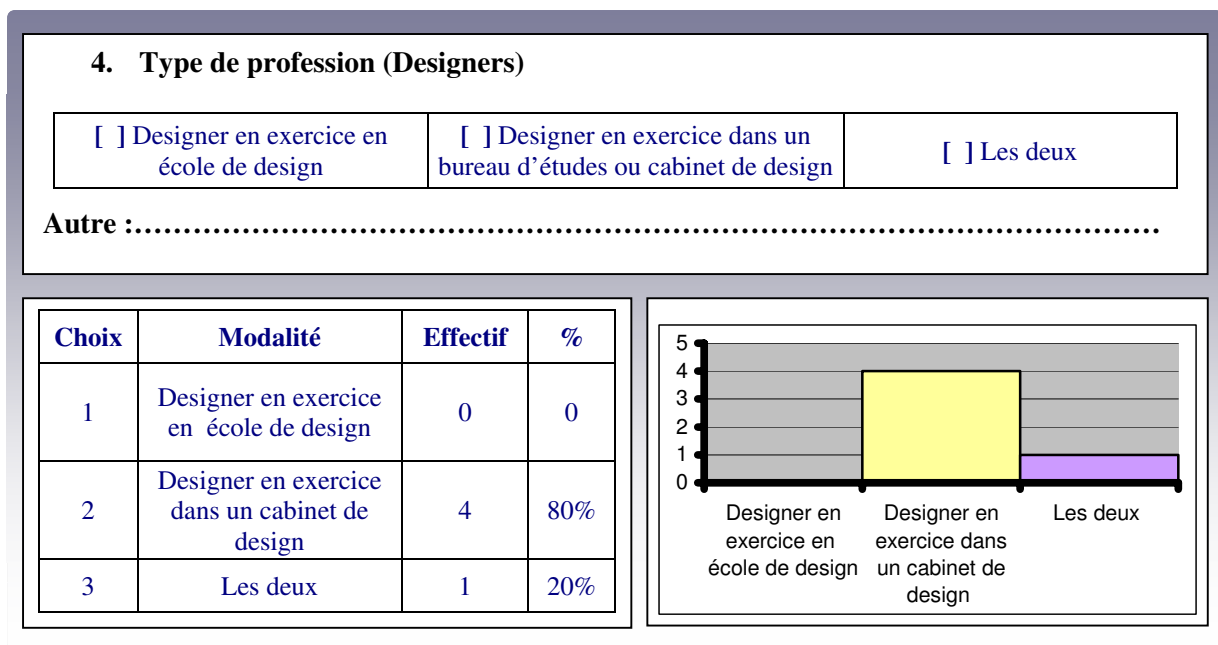 4. Type de profession (Designers)
[ ] Designer en exercice en
école de design
[ ] Designer en exercice dans un
bureau d’études ou cabinet de design
[ ] Les deux
Autre :……………………………………………………………………………………………
Choix Modalité Effectif %
1 Designer en exercice
en école de design 0 0
2 Designer en exercice
dans un cabinet de
design 4 80%
3 Les deux 1 20%
5
4
3
2
1
0
Designer en
exercice en
école de design
Designer en
exercice dans
un cabinet de
design
Les deux